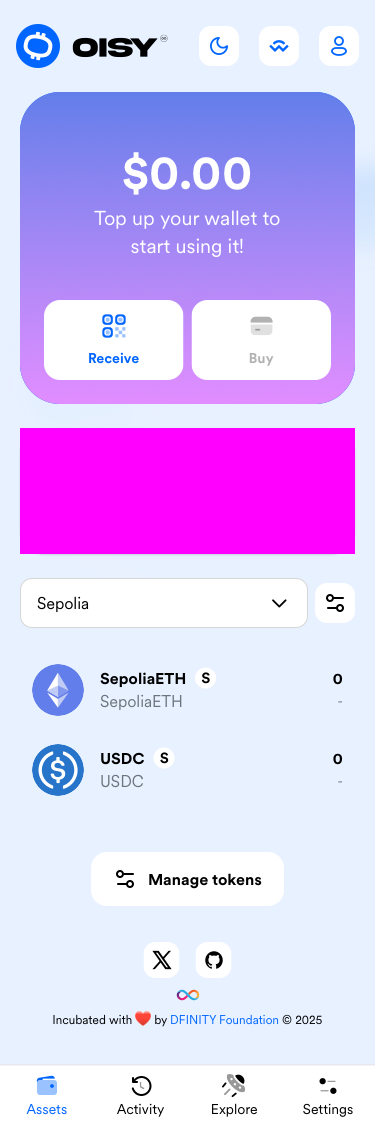 OISY
$0.00
Top up your wallet to
start using it!
Receive
Buy
Sepolia
SepoliaETH S
0
SepoliaETH
-
USDC S
0
USDC
-
Manage tokens
Incubated with ❤️ by DFINITY Foundation © 2025
Assets
Activity
Explore
Settings